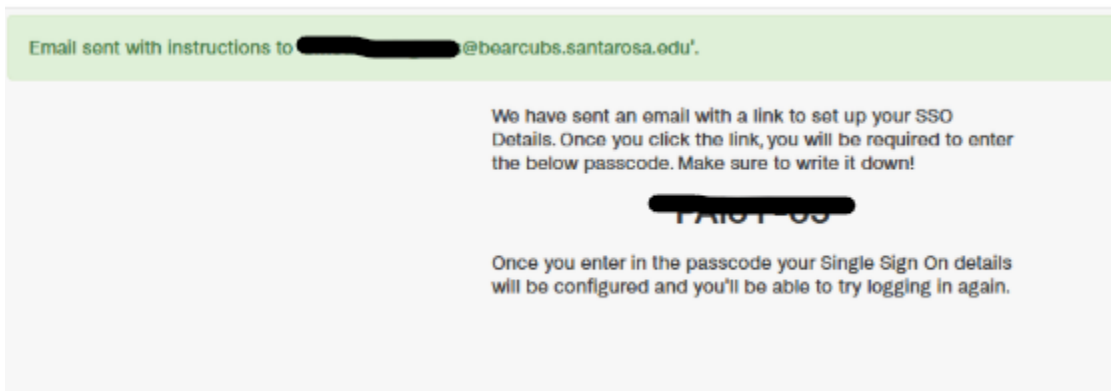 Email sent with instructions to @bearcubs.santarosa.edu'.
We have sent an email with a link to set up your SSO
Details. Once you click the link, you will be required to enter
the below passcode. Make sure to write it down!
Once you enter in the passcode your Single Sign On details
will be configured and you'll be able to try logging in again.